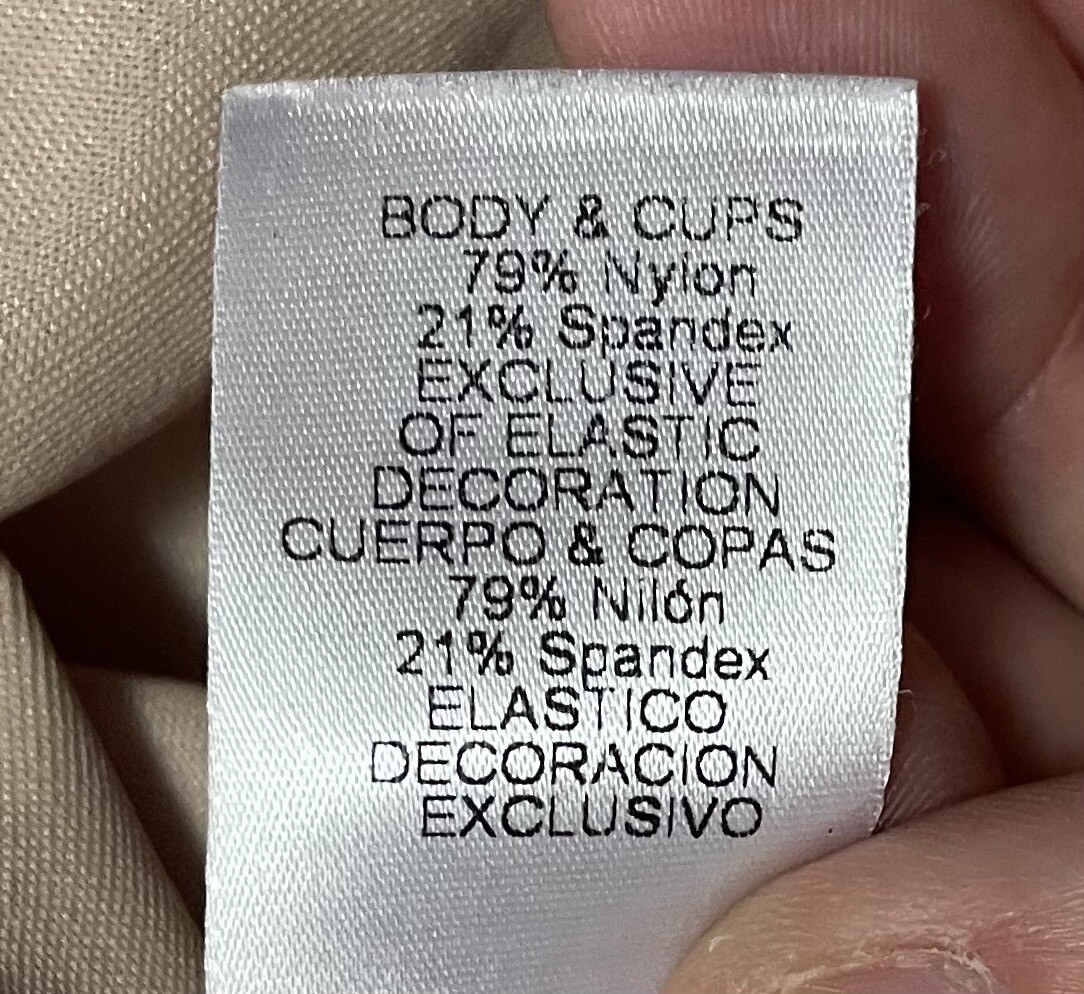 BODY & CUPS
79% Nylon
21% Spandex
EXCLUSIVE
OF ELASTIC
DECORATION
CUERPO & COPAS
79% Nilón
21% Spandex
ELASTICO
DECORACION
EXCLUSIVO